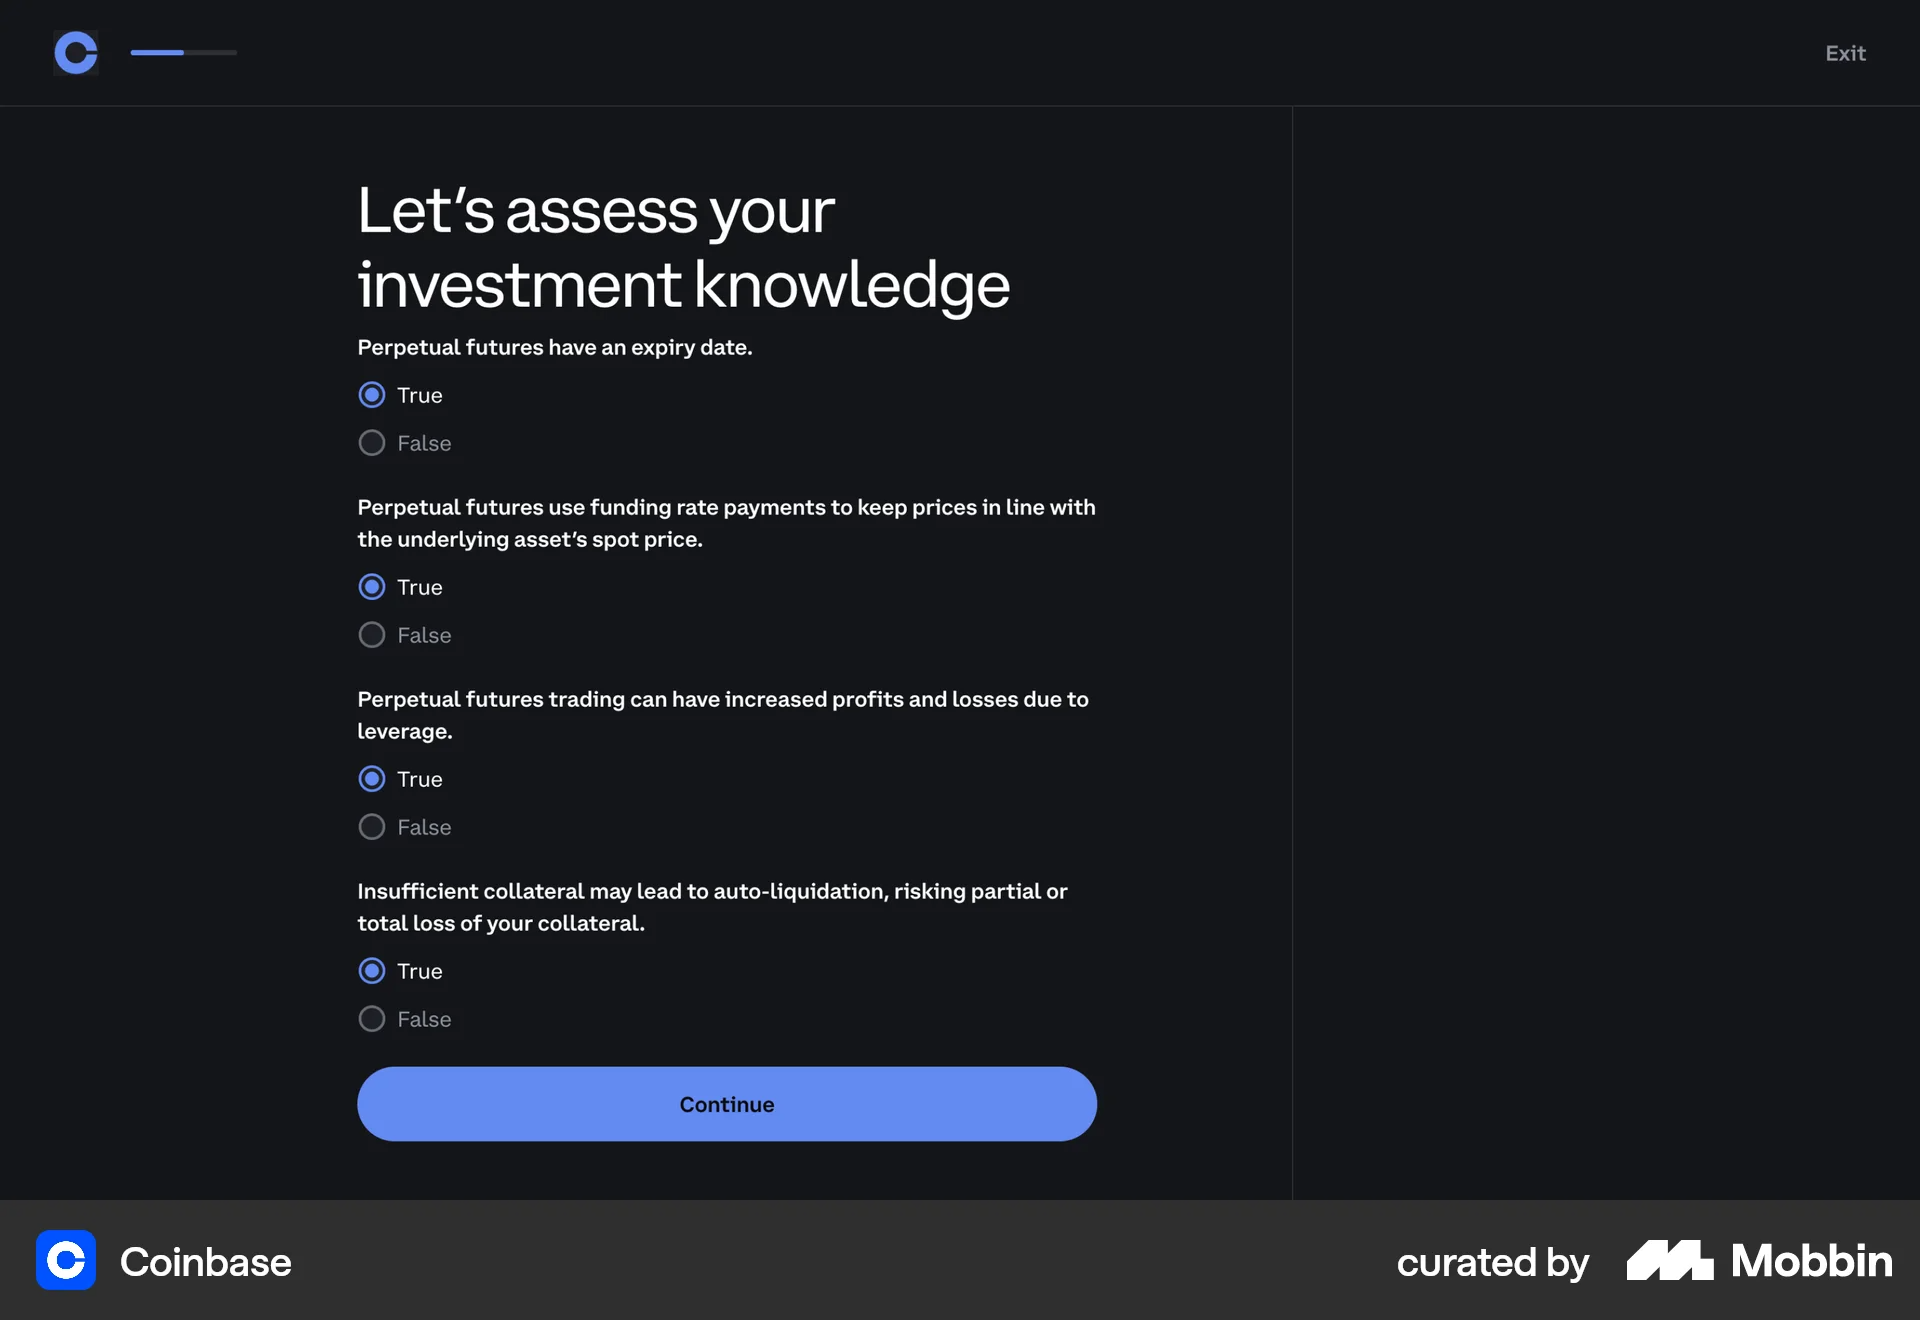 Exit
Let’s assess your
investment knowledge
Perpetual futures have an expiry date.
True
False
Perpetual futures use funding rate payments to keep prices in line with
the underlying asset’s spot price.
True
False
Perpetual futures trading can have increased profits and losses due to
leverage.
True
False
Insufficient collateral may lead to auto-liquidation, risking partial or
total loss of your collateral.
True
False
Continue
Coinbase
curated by Mobbin